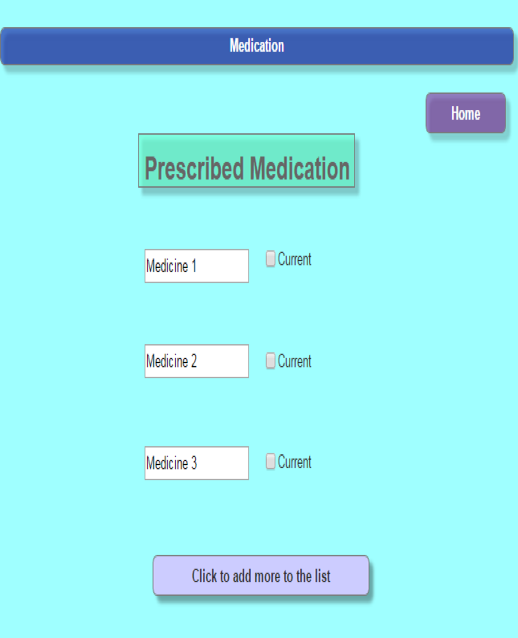 Medication
Home
Prescribed Medication
Medicine 1
Current
Medicine 2
Current
Medicine 3
Current
Click to add more to the list